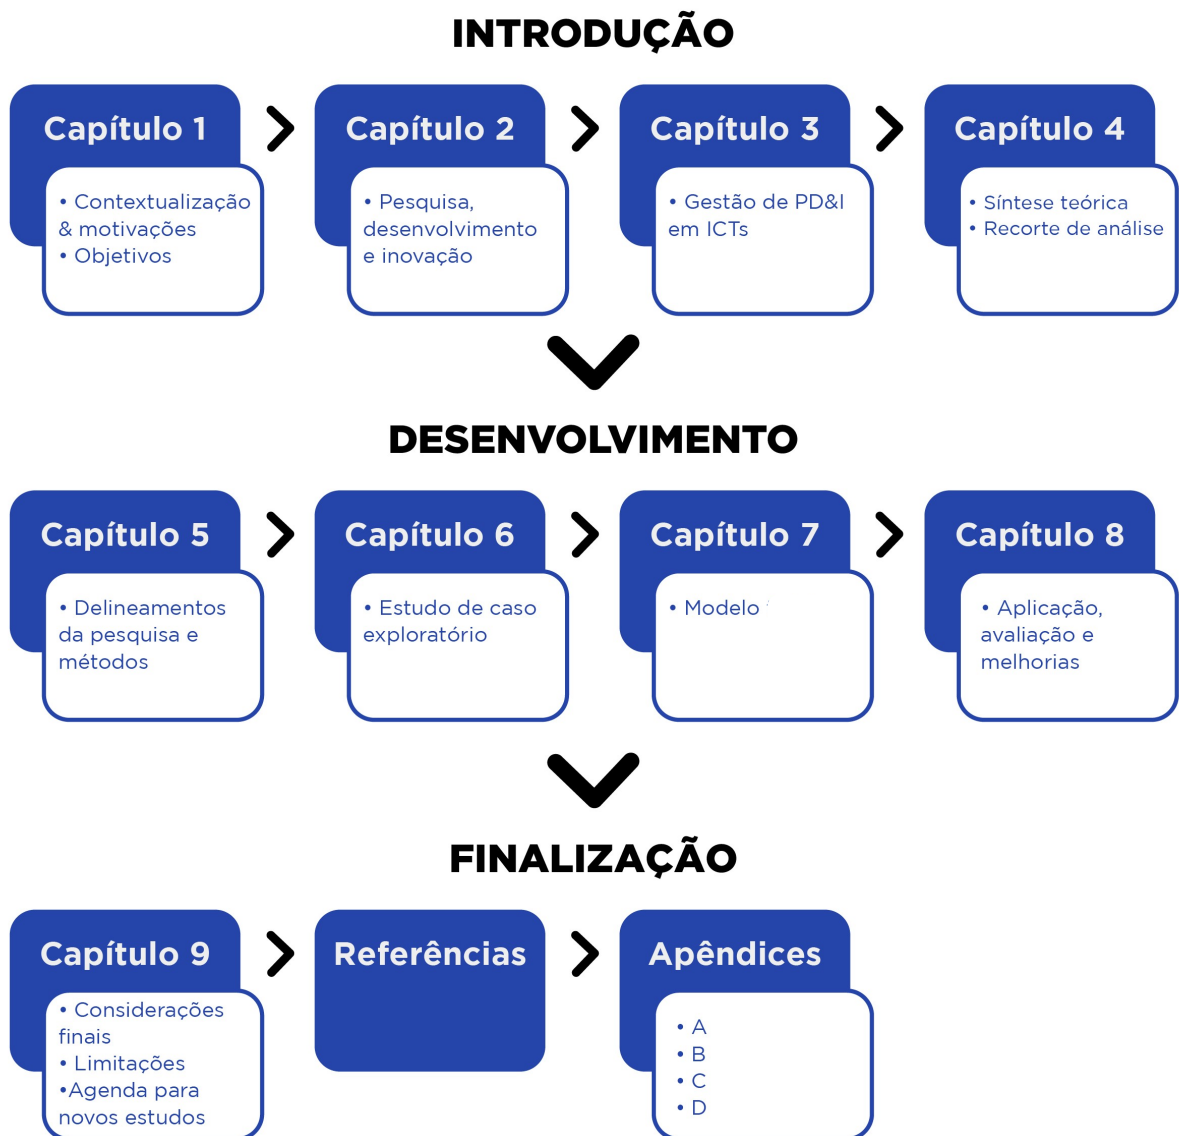 INTRODUÇÃO
Capítulo 1
• Contextualização
& motivações
• Objetivos
Capítulo 2
• Pesquisa,
desenvolvimento
e inovação
Capítulo 3
• Gestão de PD&I
em ICTs
Capítulo 4
• Síntese teórica
• Recorte de análise
DESENVOLVIMENTO
Capítulo 5
• Delineamentos
da pesquisa e
métodos
Capítulo 6
• Estudo de caso
exploratório
Capítulo 7
• Modelo
Capítulo 8
• Aplicação,
avaliação e
melhorias
FINALIZAÇÃO
Capítulo 9
• Considerações
finais
• Limitações
•Agenda para
novos estudos
Referências
Apêndices
• A
• B
• C
• D